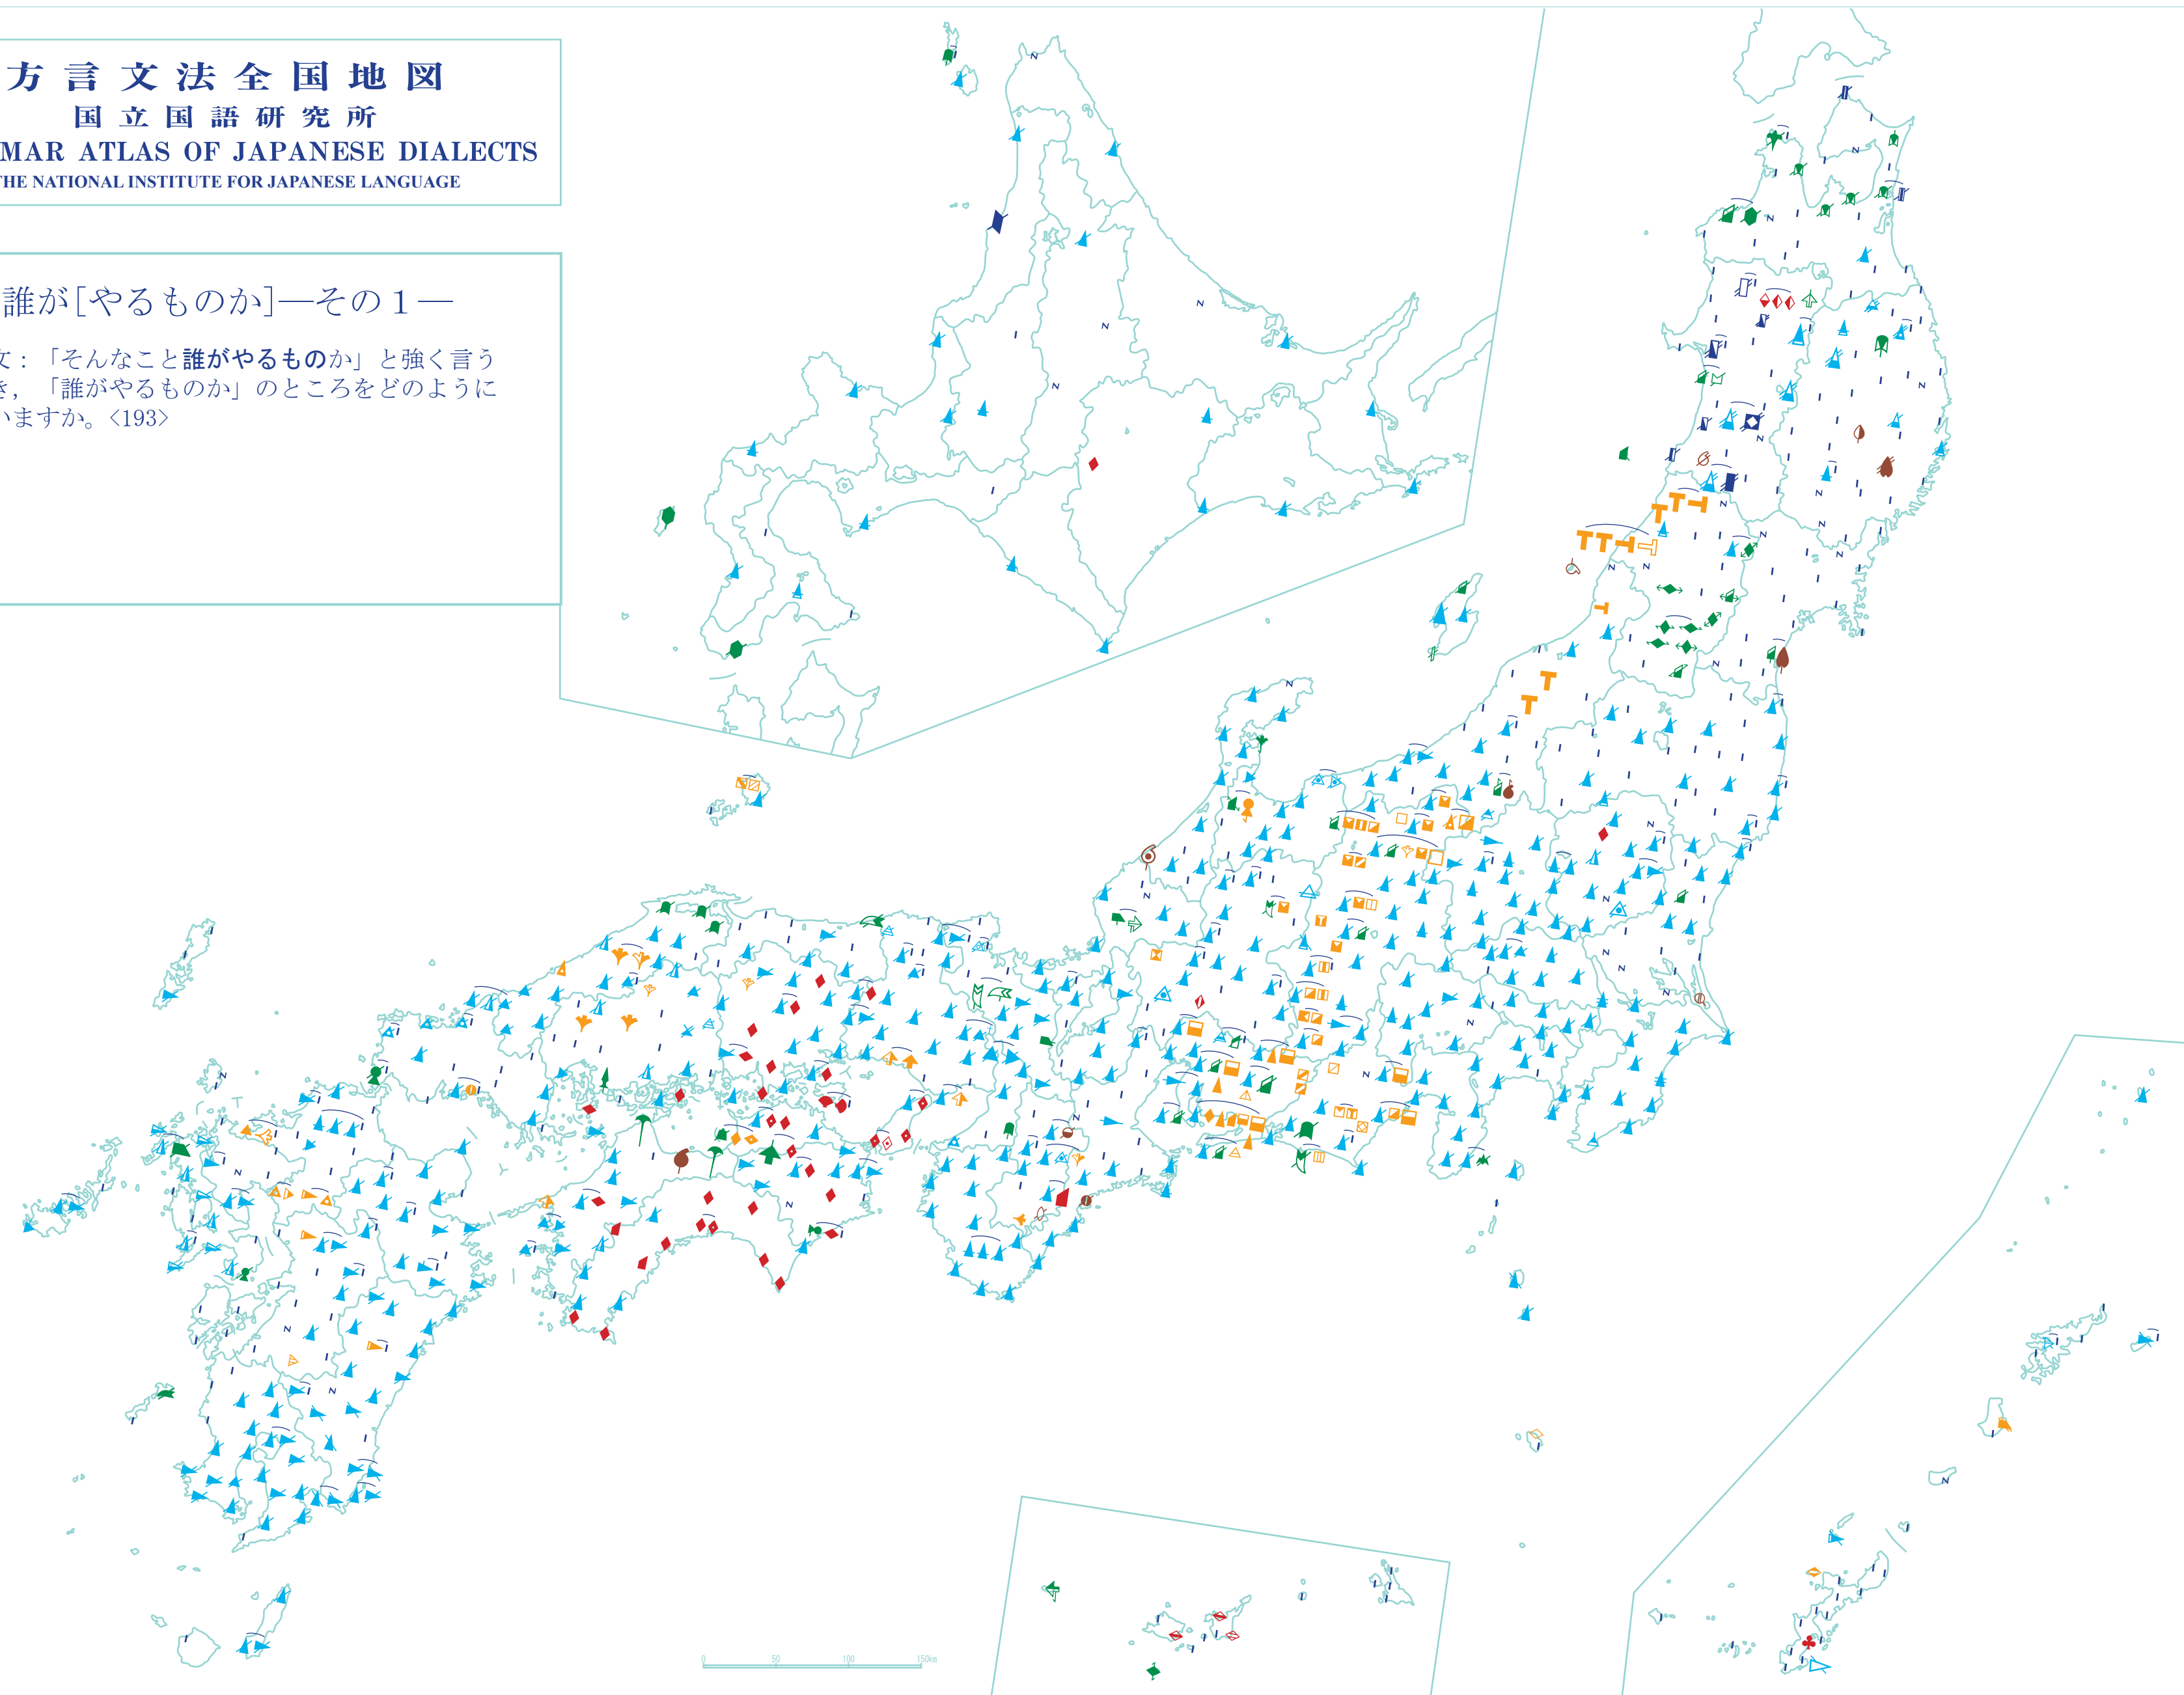 方言文法全国地図
国立国語研究所
MAR ATLAS OF JAPANESE DIALECTS
THE NATIONAL INSTITUTE FOR JAPANESE LANGUAGE
誰が[やるものか]―その1―
文：「そんなこと誰がやるものか」と強く言う
き，「誰がやるものか」のところをどのように
いますか。<193>
0 50 100 150km